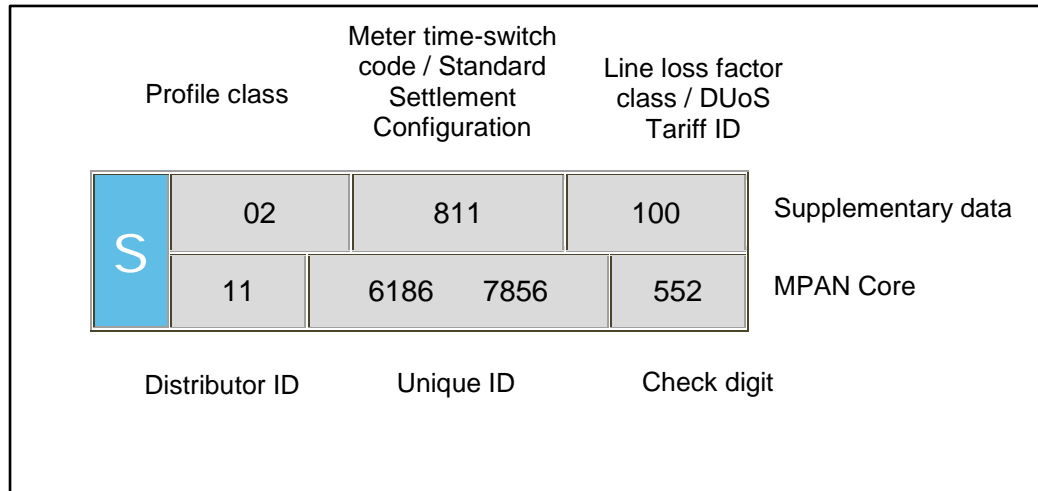 Profile class
Meter time-switch
code / Standard
Settlement
Configuration
Line loss factor
class / DUoS
Tariff ID
S
02
811
100
Supplementary data
11
6186 7856
552
MPAN Core
Distributor ID
Unique ID
Check digit